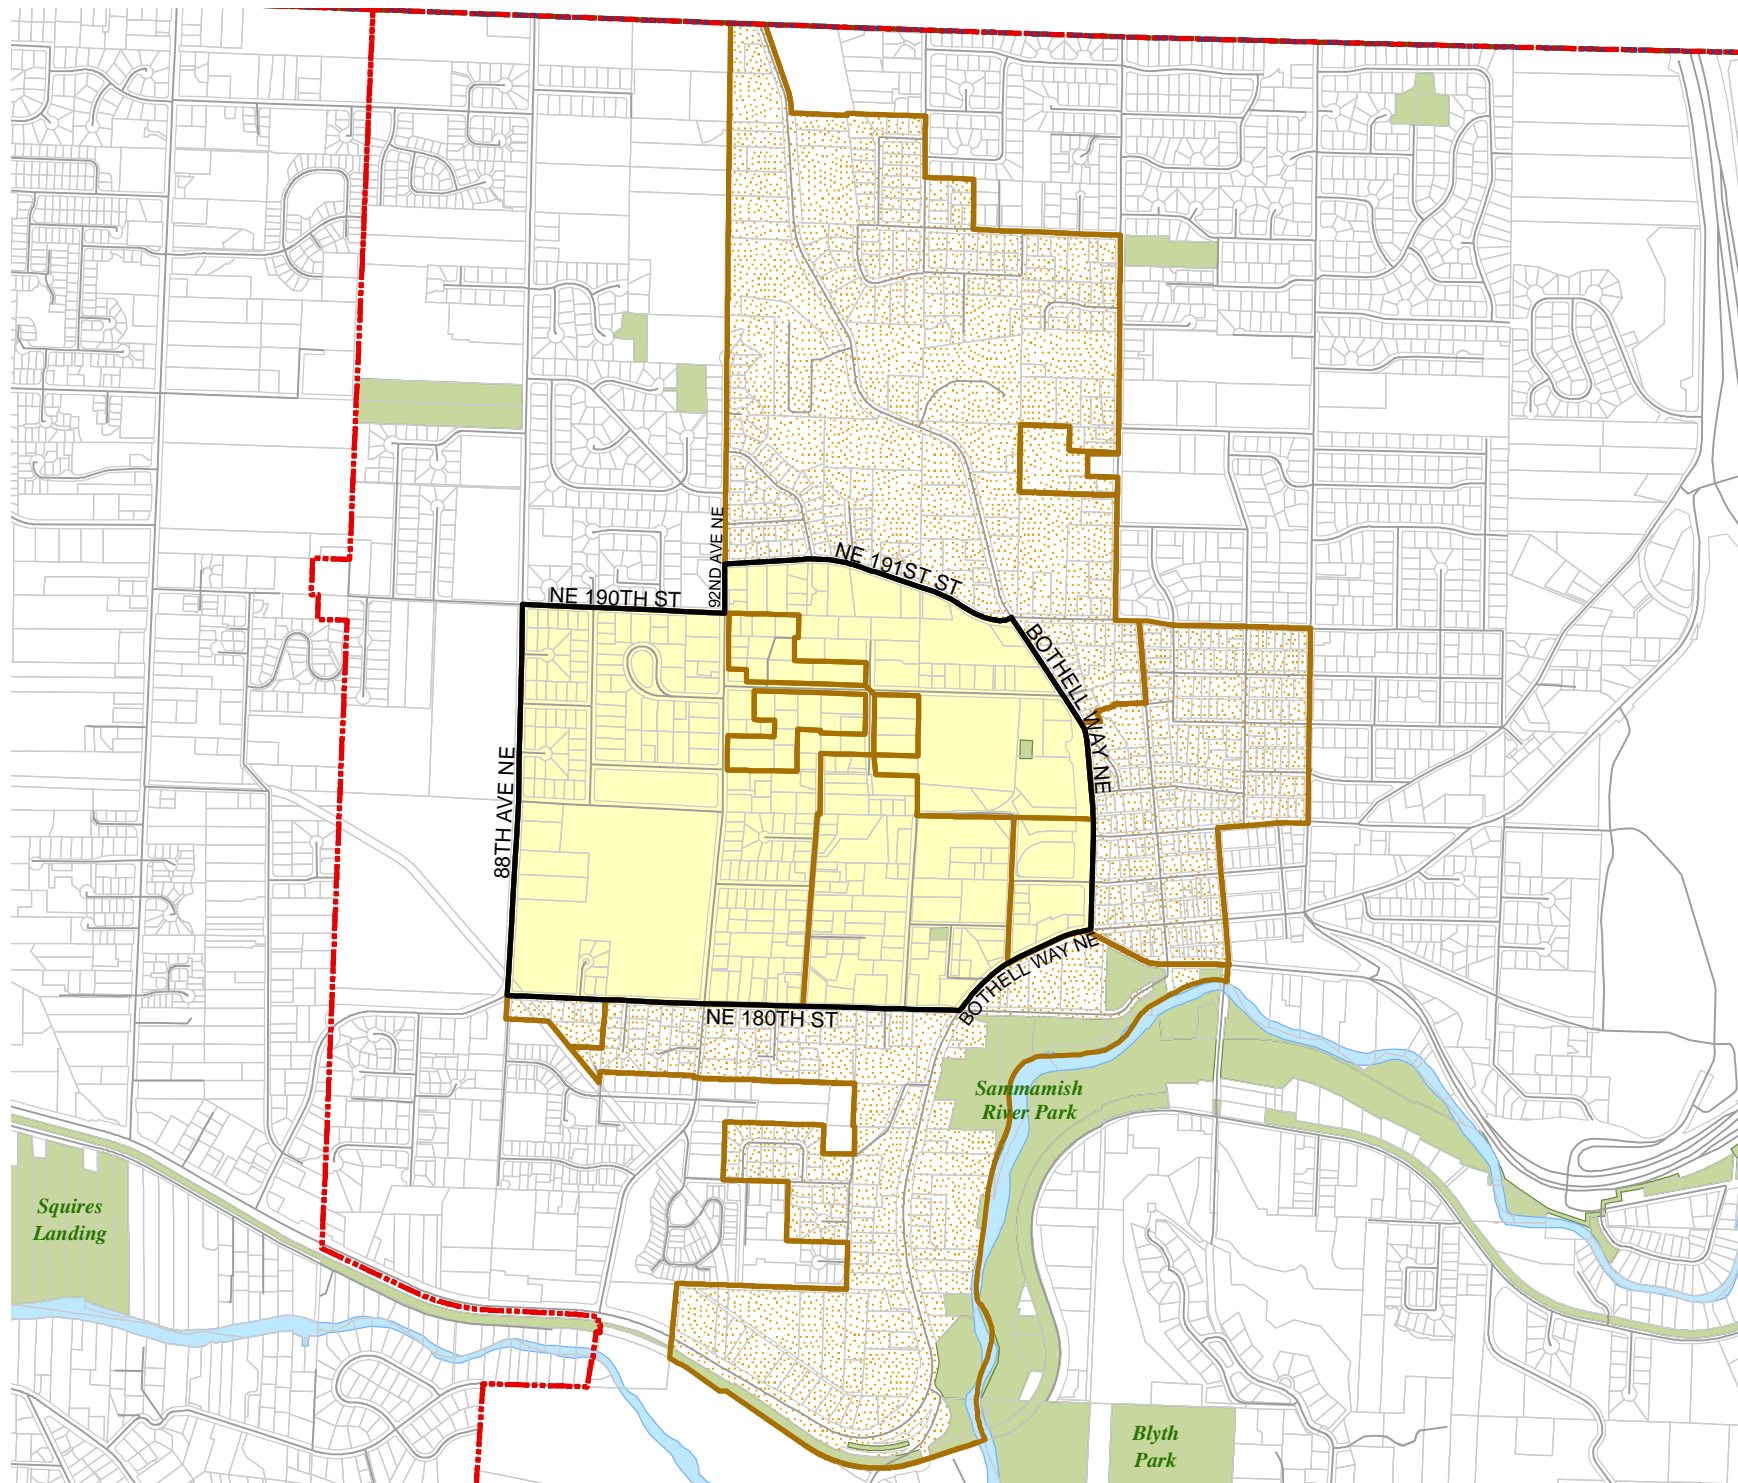 92ND AVE NE
NE 191ST ST
NE 190TH ST
BOTHELL WAY NE
88TH AVE NE
BOTHELL WAY NE
NE 180TH ST
Sammamish
River Park
Squires
Landing
Blyth
Park